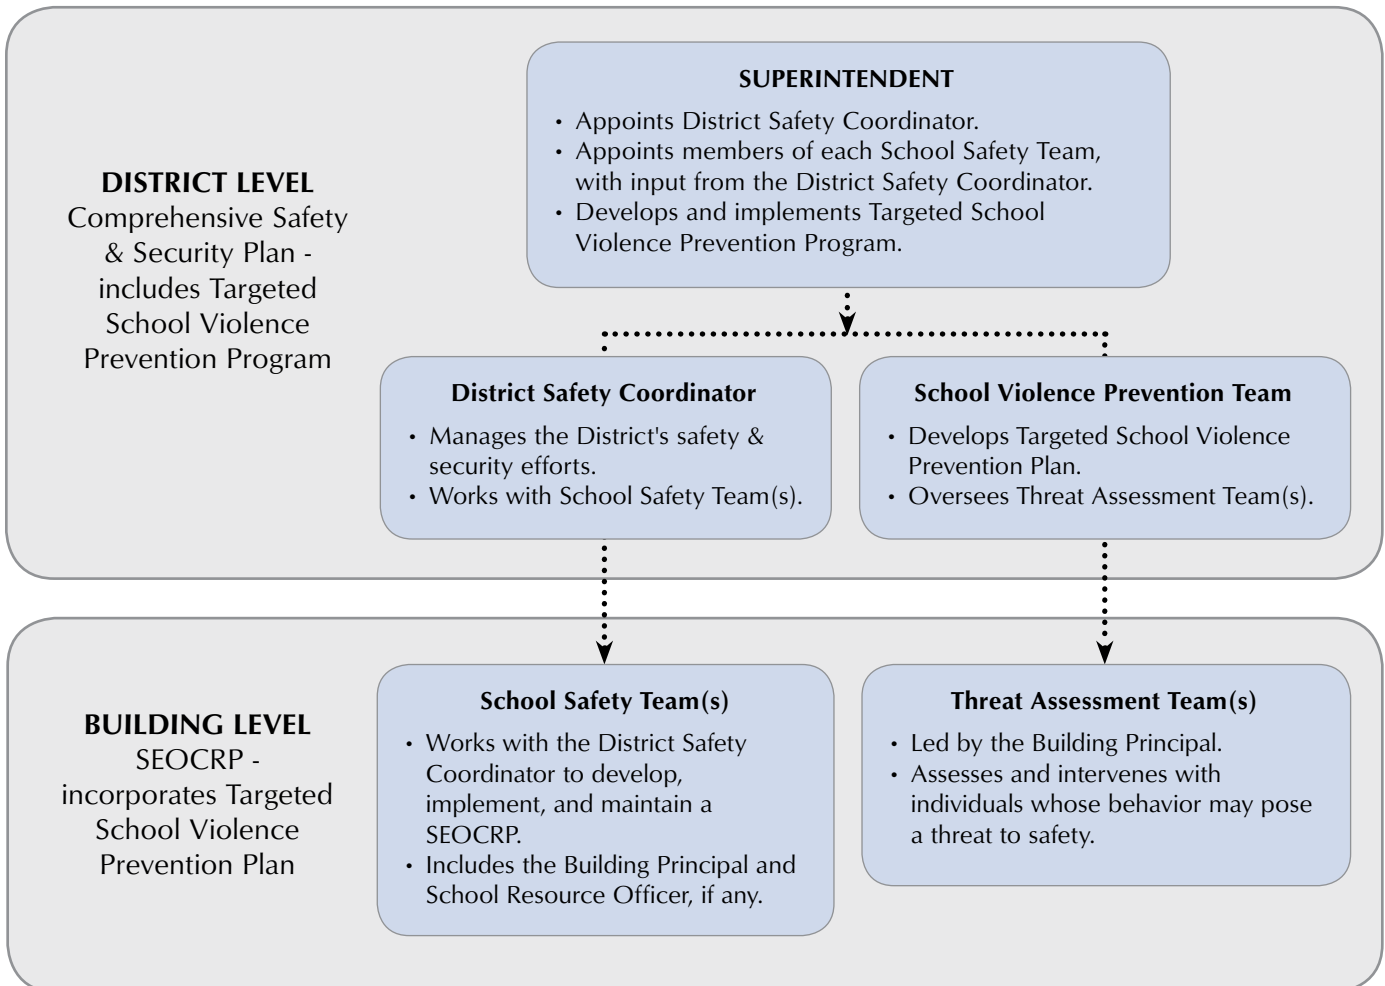 SUPERINTENDENT
• Appoints District Safety Coordinator.
• Appoints members of each School Safety Team,
with input from the District Safety Coordinator.
• Develops and implements Targeted School
Violence Prevention Program.
DISTRICT LEVEL
Comprehensive Safety
& Security Plan -
includes Targeted
School Violence
Prevention Program
District Safety Coordinator
• Manages the District's safety &
security efforts.
• Works with School Safety Team(s).
School Violence Prevention Team
• Develops Targeted School Violence
Prevention Plan.
• Oversees Threat Assessment Team(s).
BUILDING LEVEL
SEOCRP -
incorporates Targeted
School Violence
Prevention Plan
School Safety Team(s)
• Works with the District Safety
Coordinator to develop,
implement, and maintain a
SEOCRP.
• Includes the Building Principal and
School Resource Officer, if any.
Threat Assessment Team(s)
• Led by the Building Principal.
• Assesses and intervenes with
individuals whose behavior may pose
a threat to safety.